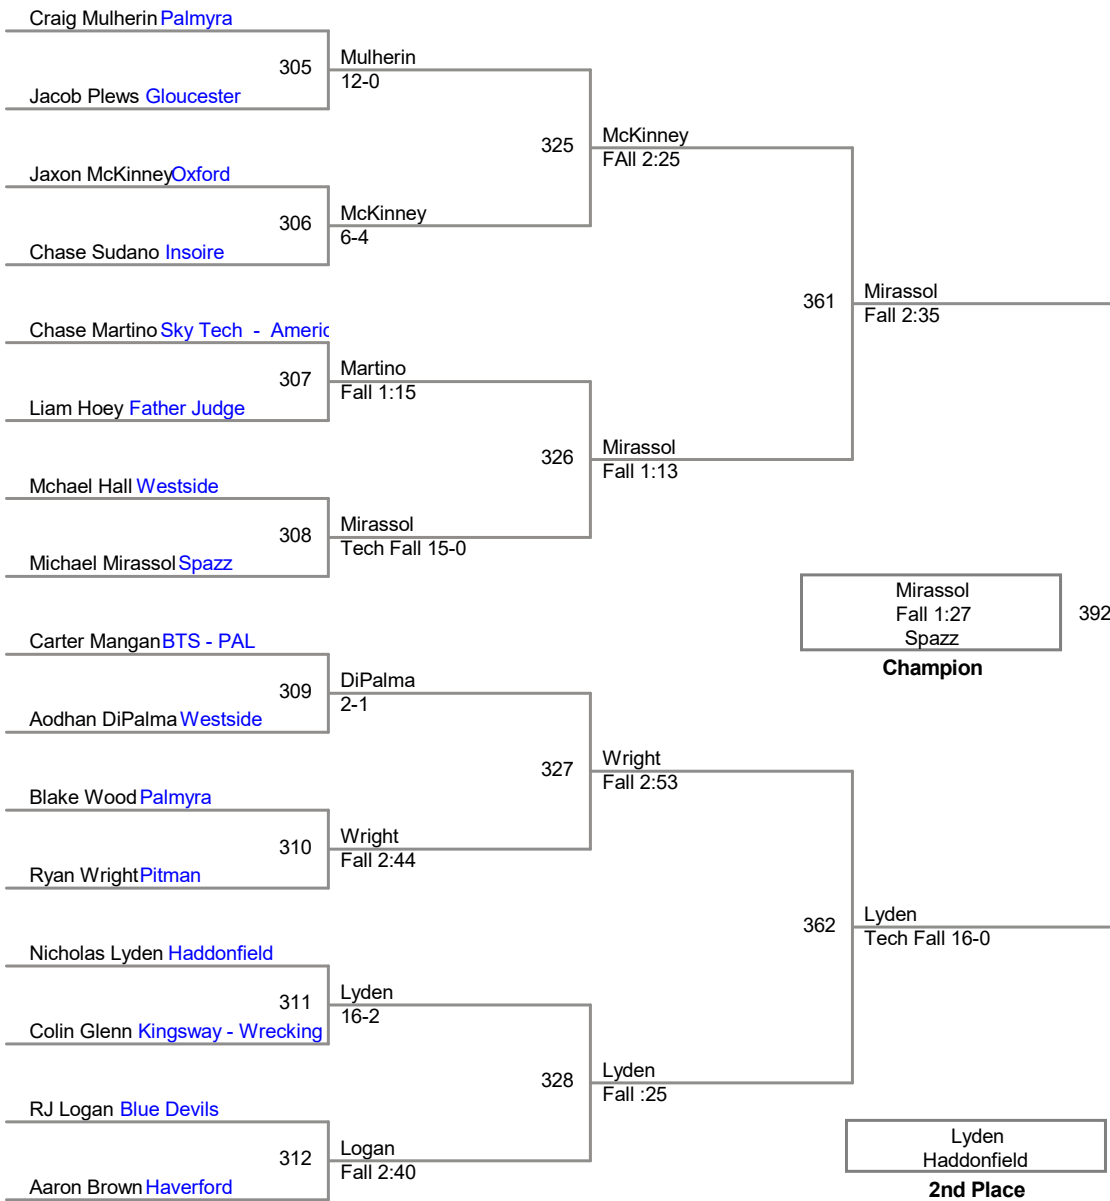 Craig Mulherin Palmyra
305
Mulherin
12-0
Jacob Plews Gloucester
325
McKinney
FAll 2:25
Jaxon McKinney Oxford
306
McKinney
6-4
Chase Sudano Insoire
361
Mirassol
Fall 2:35
Chase Martino Sky Tech - Americ
307
Martino
Fall 1:15
Liam Hoey Father Judge
326
Mirassol
Fall 1:13
Mchael Hall Westside
308
Mirassol
Tech Fall 15-0
Michael Mirassol Spazz
Mirassol
Fall 1:27
Spazz
392
Champion
Carter Mangan BTS - PAL
309
DiPalma
2-1
Aodhan DiPalma Westside
327
Wright
Fall 2:53
Blake Wood Palmyra
310
Wright
Fall 2:44
Ryan Wright Pitman
362
Lyden
Tech Fall 16-0
Nicholas Lyden Haddonfield
311
Lyden
16-2
Colin Glenn Kingsway - Wrecking
328
Lyden
Fall :25
RJ Logan Blue Devils
312
Logan
Fall 2:40
Aaron Brown Haverford
Lyden
Haddonfield
2nd Place